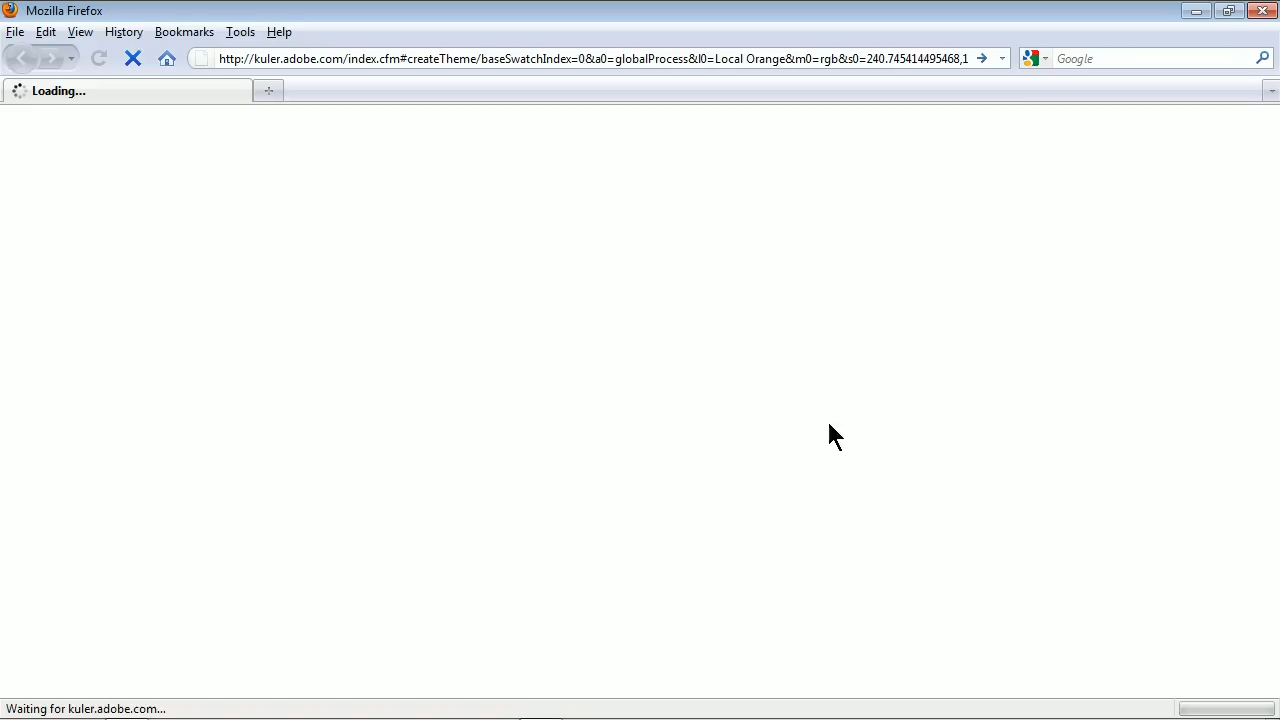 Mozilla Firefox
File Edit View History Bookmarks Tools Help
http://kuler.adobe.com/index.cfm#createTheme/baseSwatchIndex=0&a0=globalProcess&l0=Local Orange&m0=rgb&s0=240.745414495468,1 Google
Loading...
Waiting for kuler.adobe.com...